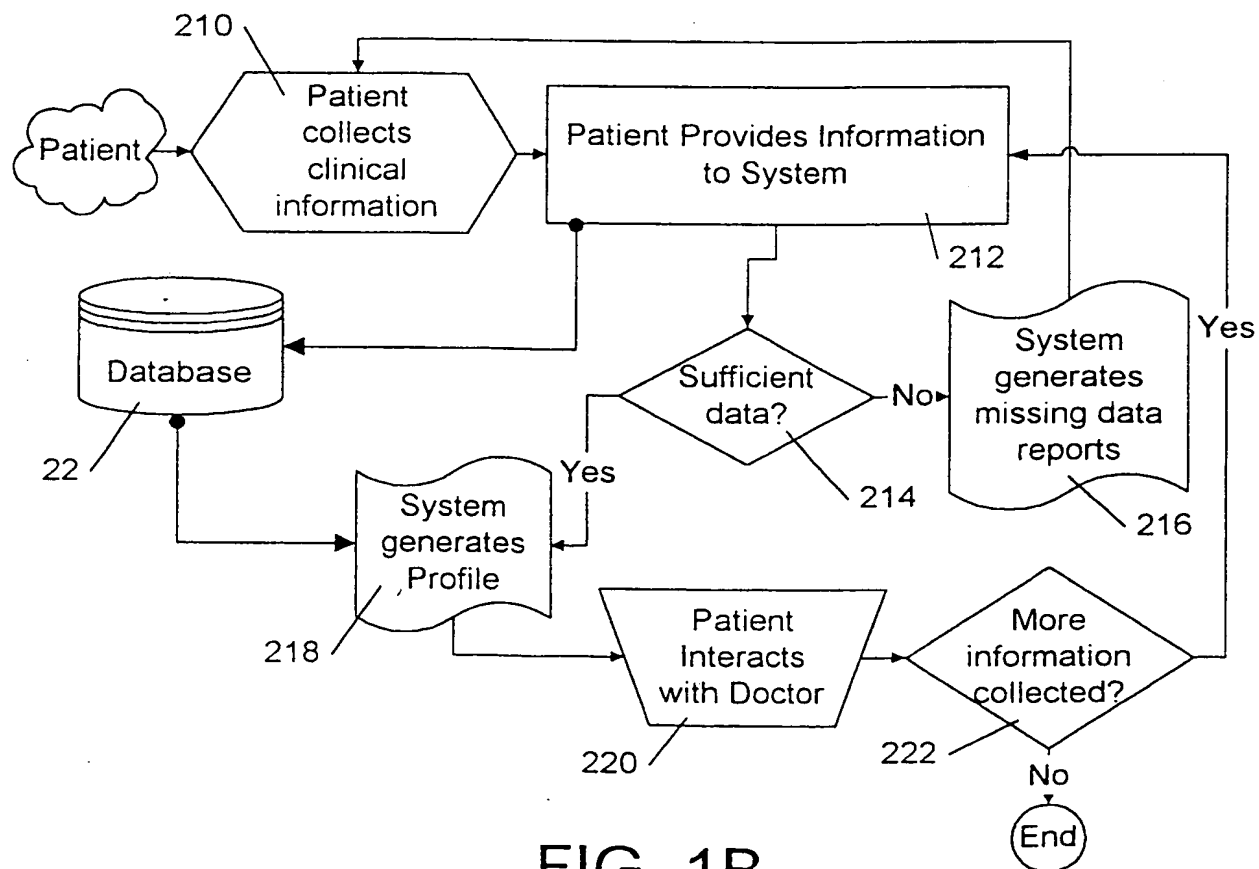 210
Patient
Patient
collects
clinical
information
Patient Provides Information
to System
212
Database
22
Sufficient
data?
214
No
Yes
System
generates
missing data
reports
216
Yes
System
generates
Profile
218
Patient
Interacts
with Doctor
220
More
information
collected?
222
No
End
FIG. 1B